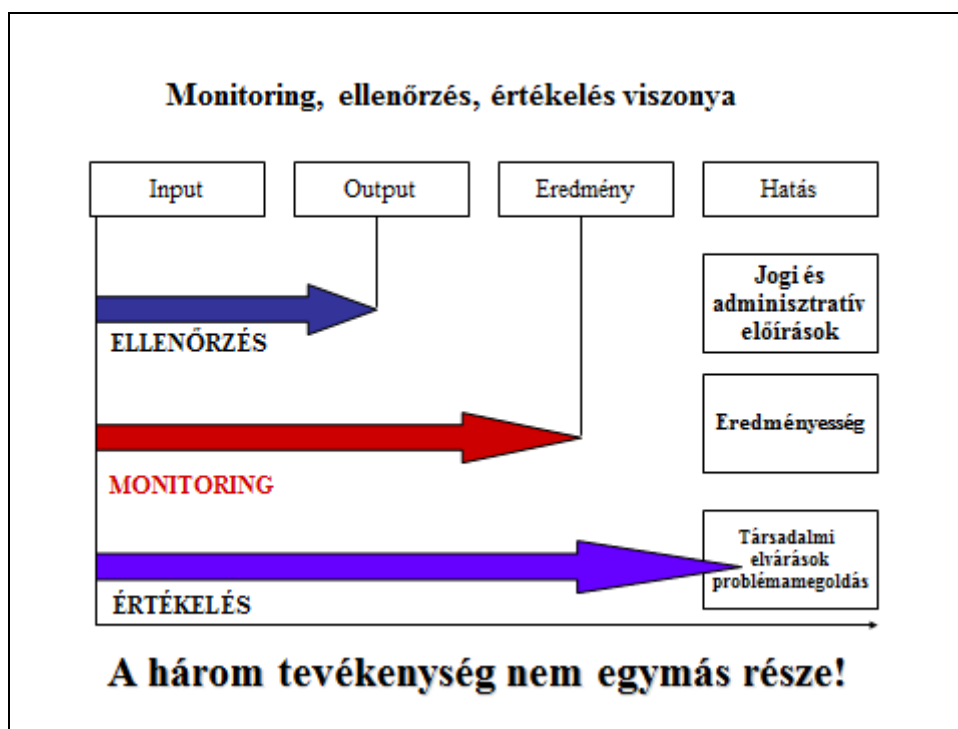 Monitoring, ellenőrzés, értékelés viszonya
Input
Output
Eredmény
Hatás
Jogi és
adminisztratív
előírások
ELLENŐRZÉS
Eredményesség
MONITORING
Társadalmi
elvárások
problémamegoldás
ÉRTÉKELÉS
A három tevékenység nem egymás része!